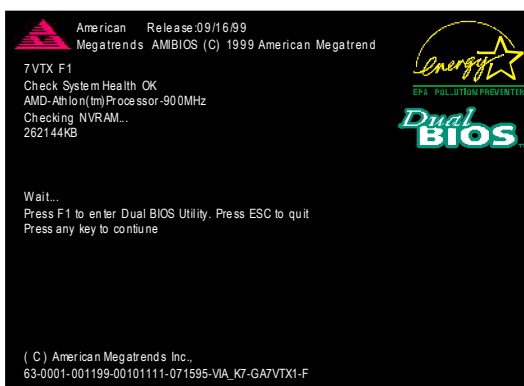 American Release:09/16/99
Megatrends AMIBIOS (C) 1999 American Megatrend
energy
EPA POLLUTION PREVENTER
7VTX F1
Check System Health OK
AMD-Athlon(tm)Processor-900MHz
Checking NVRAM...
262144KB
Dual
BIOS™
Wait...
Press F1 to enter Dual BIOS Utility. Press ESC to quit
Press any key to contiune
( C ) American Megatrends Inc.,
63-0001-001199-00101111-071595-VIA_K7-GA7VTX1-F